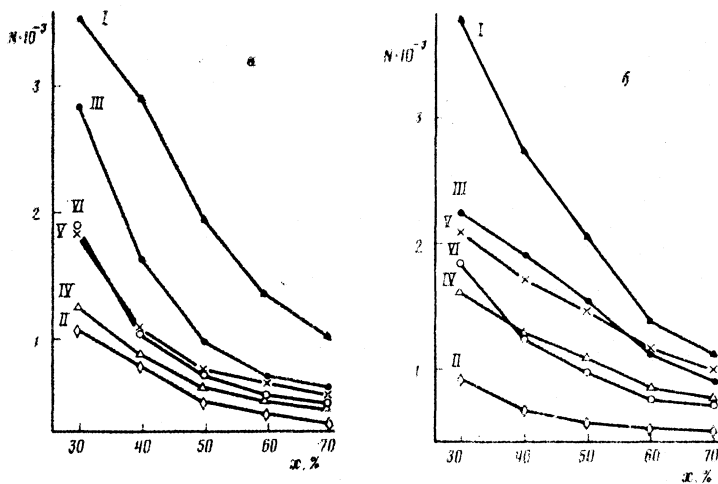 N·10⁻³
I
а
3
III
2
VI
V
IV
II
1
30 40 50 60 70
x, %
N·10⁻³
I
б
3
III
V
2
VI
IV
1
II
30 40 50 60 70
x, %